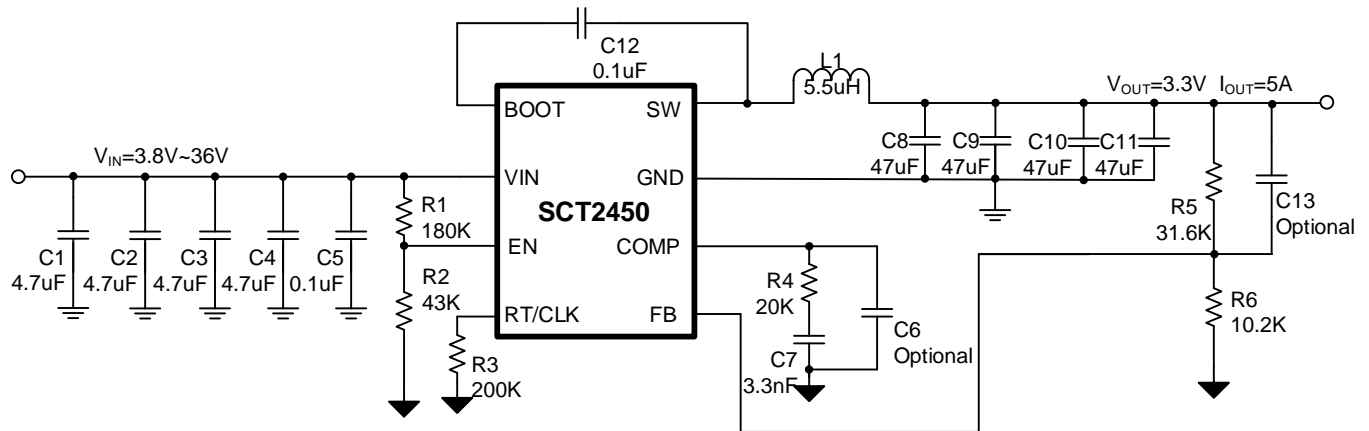 C12
0.1uF
L1
5.5uH
BOOT
SW
VOUT=3.3V IOUT=5A
VIN=3.8V~36V
C8
47uF
C9
47uF
C10
47uF
C11
47uF
VIN
GND
SCT2450
R1
180K
R5
31.6K
C13
Optional
C1
4.7uF
C2
4.7uF
C3
4.7uF
C4
4.7uF
C5
0.1uF
EN
COMP
R2
43K
R4
20K
RT/CLK
FB
R6
10.2K
C6
Optional
R3
200K
C7
3.3nF